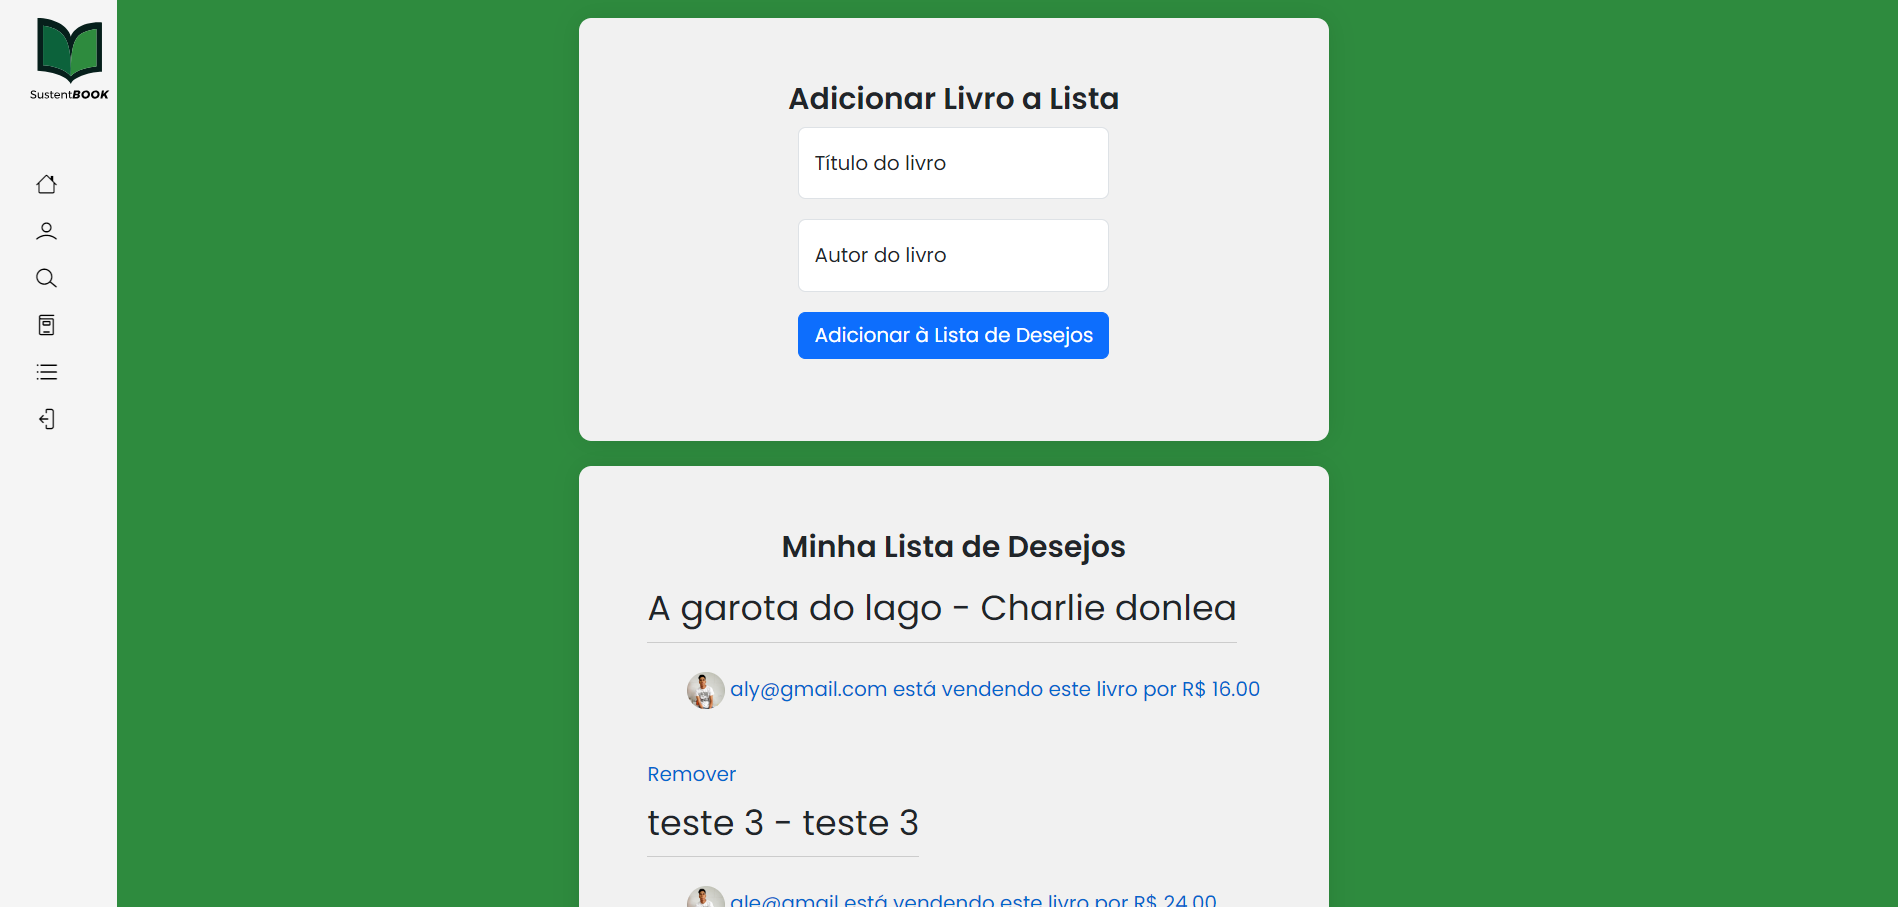 SustentBOOK
Adicionar Livro a Lista
Título do livro
Autor do livro
Adicionar à Lista de Desejos
Minha Lista de Desejos
A garota do lago - Charlie donlea
aly@gmail.com está vendendo este livro por R$ 16.00
Remover
teste 3 - teste 3
ale@gmail está vendendo este livro por R$ 24.00